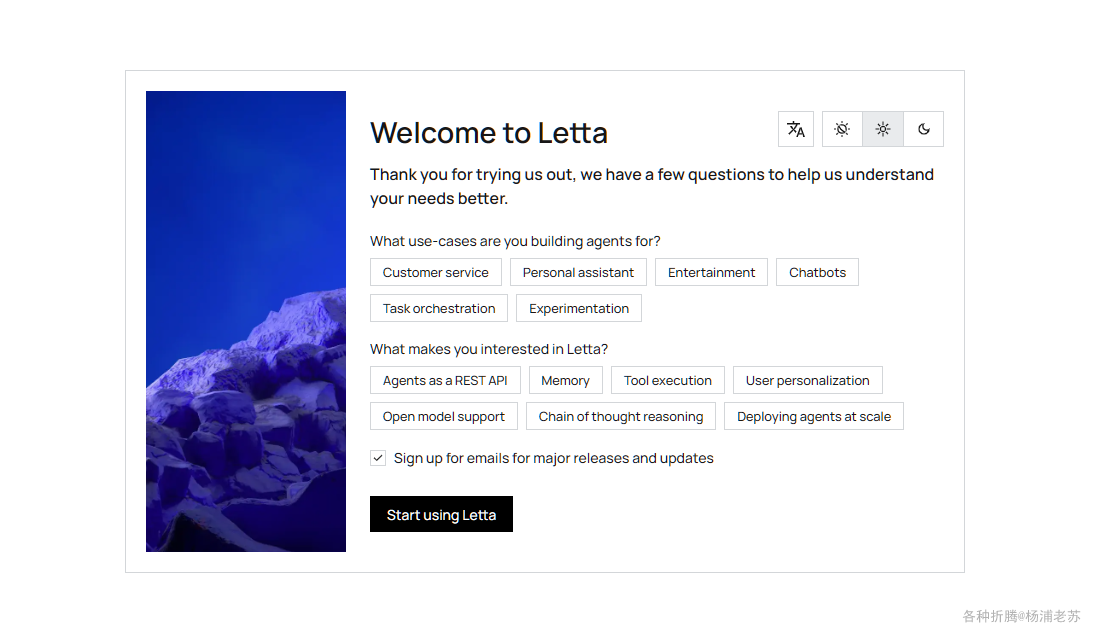 Welcome to Letta
Thank you for trying us out, we have a few questions to help us understand
your needs better.
What use-cases are you building agents for?
Customer service Personal assistant Entertainment Chatbots
Task orchestration Experimentation
What makes you interested in Letta?
Agents as a REST API Memory Tool execution User personalization
Open model support Chain of thought reasoning Deploying agents at scale
Sign up for emails for major releases and updates
Start using Letta
各种折腾@杨浦老苏